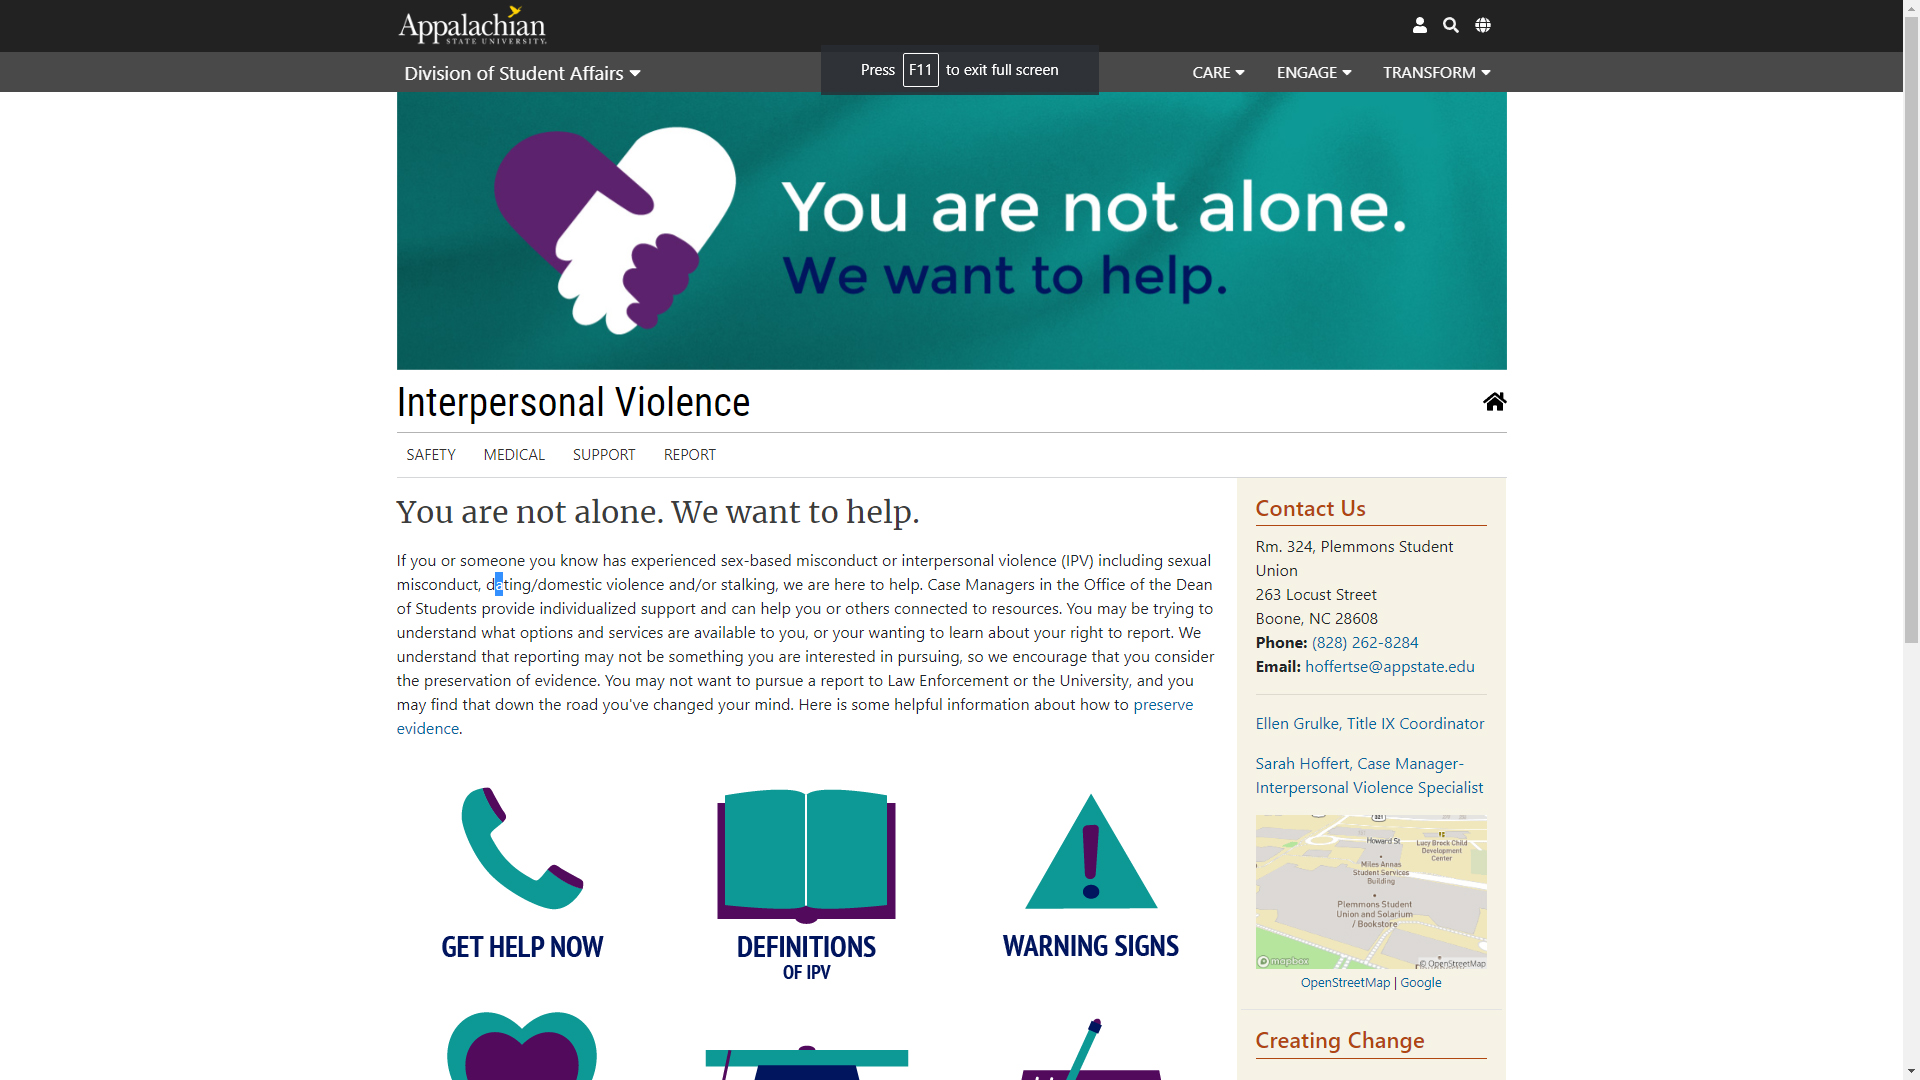 Appalachian
STATE UNIVERSITY.
Division of Student Affairs
Press F11 to exit full screen
CARE
ENGAGE
TRANSFORM
You are not alone.
We want to help.
Interpersonal Violence
SAFETY
MEDICAL
SUPPORT
REPORT
You are not alone. We want to help.
If you or someone you know has experienced sex-based misconduct or interpersonal violence (IPV) including sexual
misconduct, dating/domestic violence and/or stalking, we are here to help. Case Managers in the Office of the Dean
of Students provide individualized support and can help you or others connected to resources. You may be trying to
understand what options and services are available to you, or your wanting to learn about your right to report. We
understand that reporting may not be something you are interested in pursuing, so we encourage that you consider
the preservation of evidence. You may not want to pursue a report to Law Enforcement or the University, and you
may find that down the road you've changed your mind. Here is some helpful information about how to preserve
evidence.
GET HELP NOW
DEFINITIONS
OF IPV
WARNING SIGNS
Contact Us
Rm. 324, Plemmons Student
Union
263 Locust Street
Boone, NC 28608
Phone: (828) 262-8284
Email: hoffertse@appstate.edu
Ellen Grulke, Title IX Coordinator
Sarah Hoffert, Case Manager-
Interpersonal Violence Specialist
321
Howard St
Lucy Brock Child
Development
Center
Miles Annas
Student Services
Building
Plemmons Student
Union and Solarium
/ Bookstore
mapbox
© OpenStreetMap
OpenStreetMap | Google
Creating Change